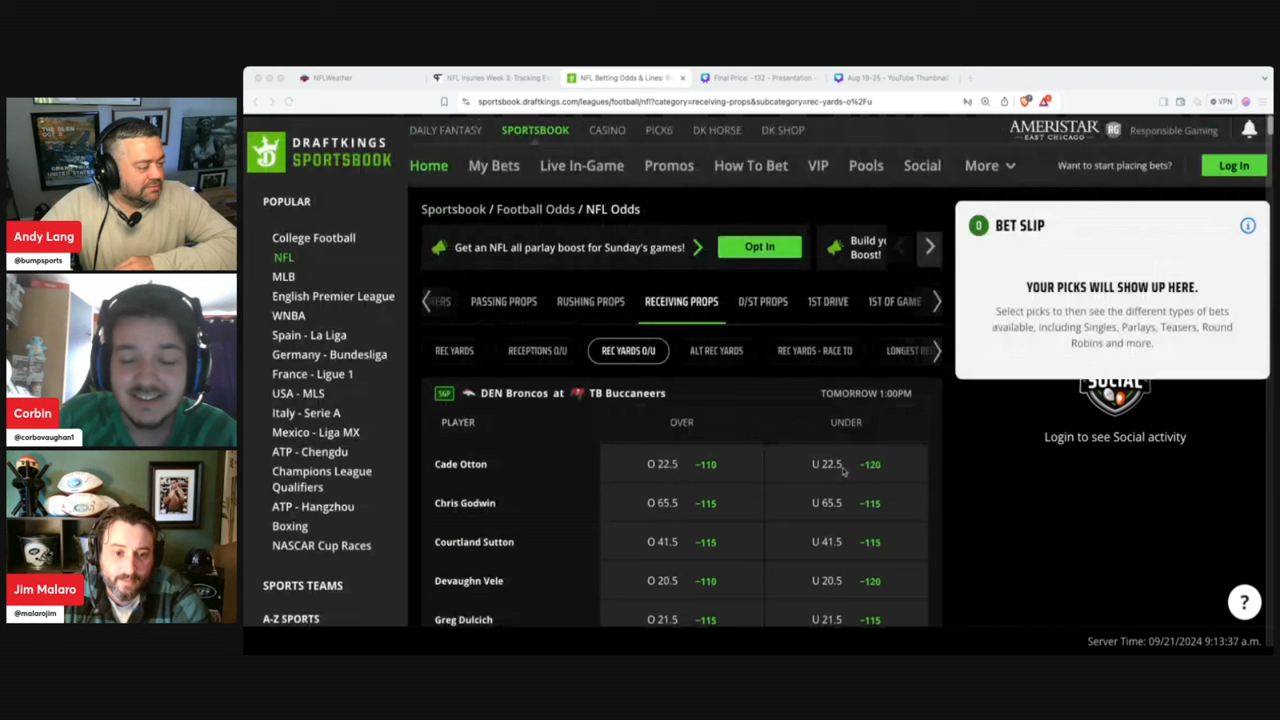 NFLWeather
NFL Injuries Week 3: Tracking Ev
NFL Betting Odds & Lines: B
Final Price: -132 - Presentation
Aug 19-25 - YouTube Thumbnail
sportsbook.draftkings.com/leagues/football/nfl?category=receiving-props&subcategory=rec-yards-o%2Fu
VPN
DRAFTKINGS
SPORTSBOOK
DAILY FANTASY
SPORTSBOOK
CASINO
PICK6
DK HORSE
DK SHOP
AMERISTAR
EAST CHICAGO
RG
Responsible Gaming
Home
My Bets
Live In-Game
Promos
How To Bet
VIP
Pools
Social
More
Want to start placing bets?
Log In
POPULAR
College Football
NFL
MLB
English Premier League
WNBA
Spain - La Liga
Germany - Bundesliga
France - Ligue 1
USA - MLS
Italy - Serie A
Mexico - Liga MX
ATP - Chengdu
Champions League
Qualifiers
ATP - Hangzhou
Boxing
NASCAR Cup Races
SPORTS TEAMS
A-Z SPORTS
Sportsbook / Football Odds / NFL Odds
Get an NFL all parlay boost for Sunday's games!
Opt In
Build yo
Boost!
ERS
PASSING PROPS
RUSHING PROPS
RECEIVING PROPS
D/ST PROPS
1ST DRIVE
1ST OF GAME
REC YARDS
RECEPTIONS O/U
REC YARDS O/U
ALT REC YARDS
REC YARDS - RACE TO
LONGEST RE
SGP
DEN Broncos at TB Buccaneers
TOMORROW 1:00PM
PLAYER
OVER
UNDER
Cade Otton
O 22.5 -110
U 22.5 -120
Chris Godwin
O 65.5 -115
U 65.5 -115
Courtland Sutton
O 41.5 -115
U 41.5 -115
Devaughn Vele
O 20.5 -110
U 20.5 -120
Greg Dulcich
O 21.5 -115
U 21.5 -115
0
BET SLIP
YOUR PICKS WILL SHOW UP HERE.
Select picks to then see the different types of bets
available, including Singles, Parlays, Teasers, Round
Robins and more.
SOCIAL
Login to see Social activity
?
Server Time: 09/21/2024 9:13:37 a.m.
Andy Lang
@bumpsports
Corbin
@corbovaughan1
Jim Malaro
@malarojim